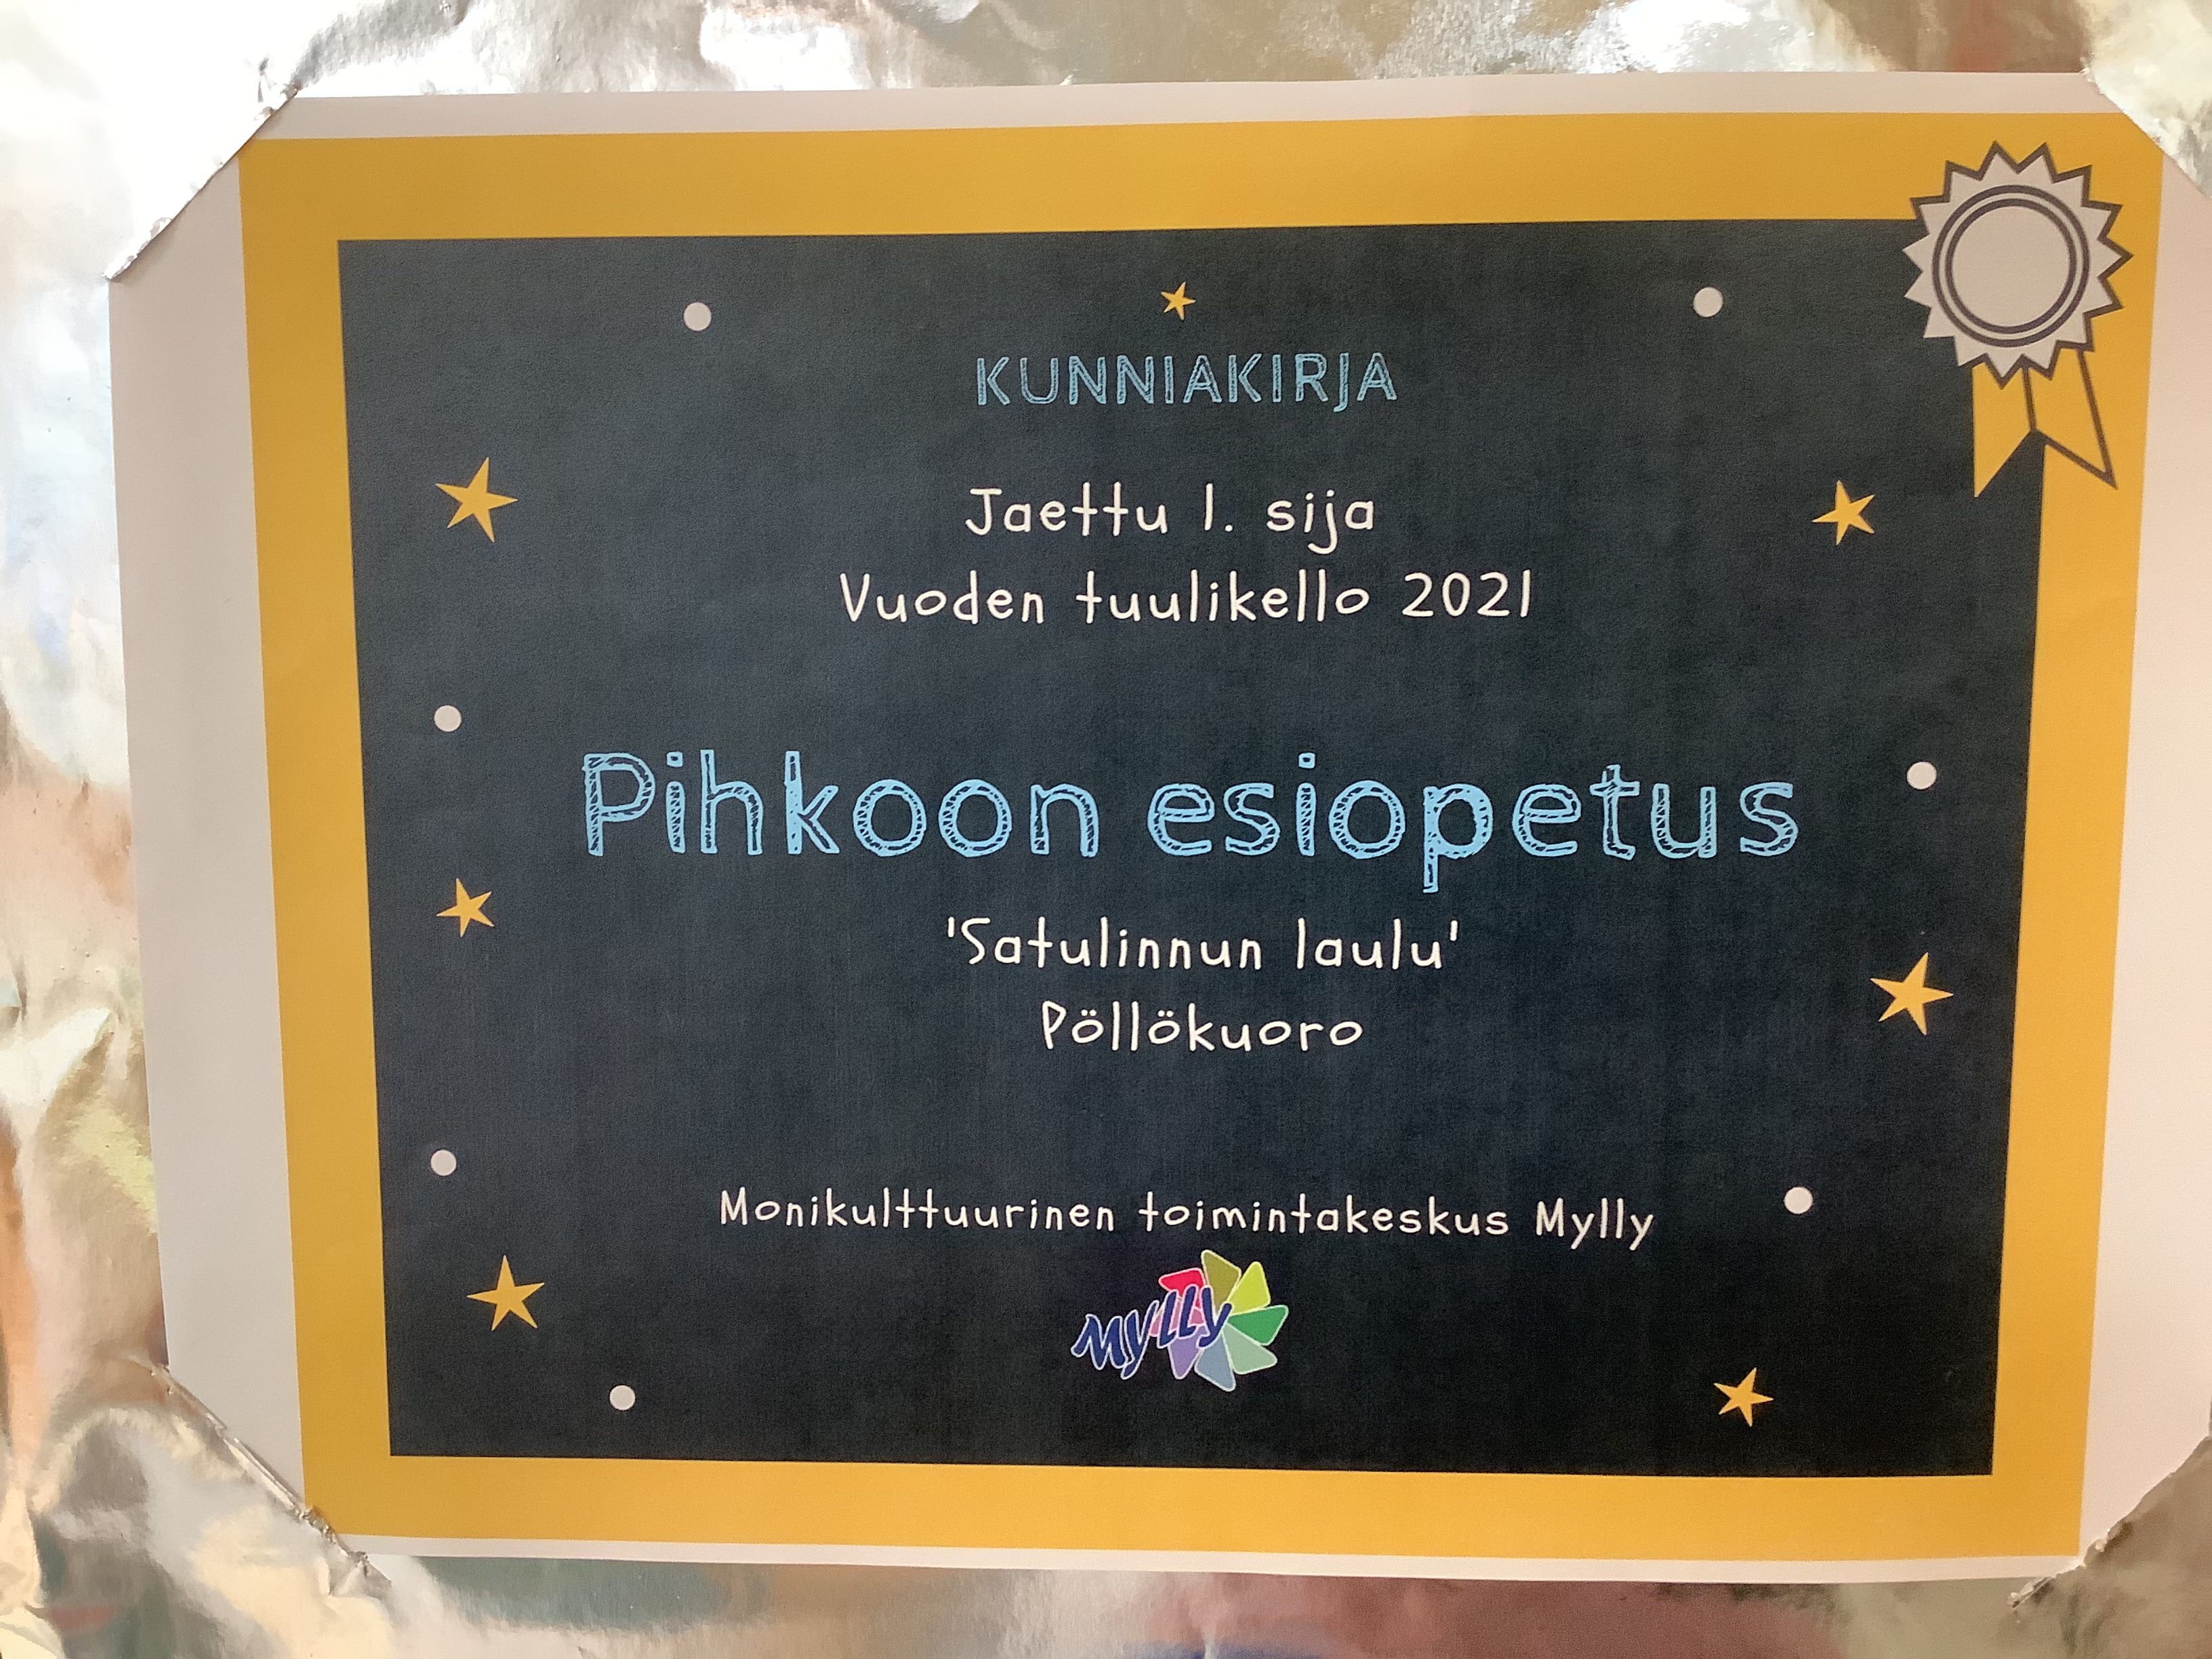 KUNNIAKIRJA
Jaettu 1. sija
Vuoden tuulikello 2021
Pihkoon esiopetus
'Satulinnun laulu'
Pöllökuoro
Monikulttuurinen toimintakeskus Mylly
Mylly